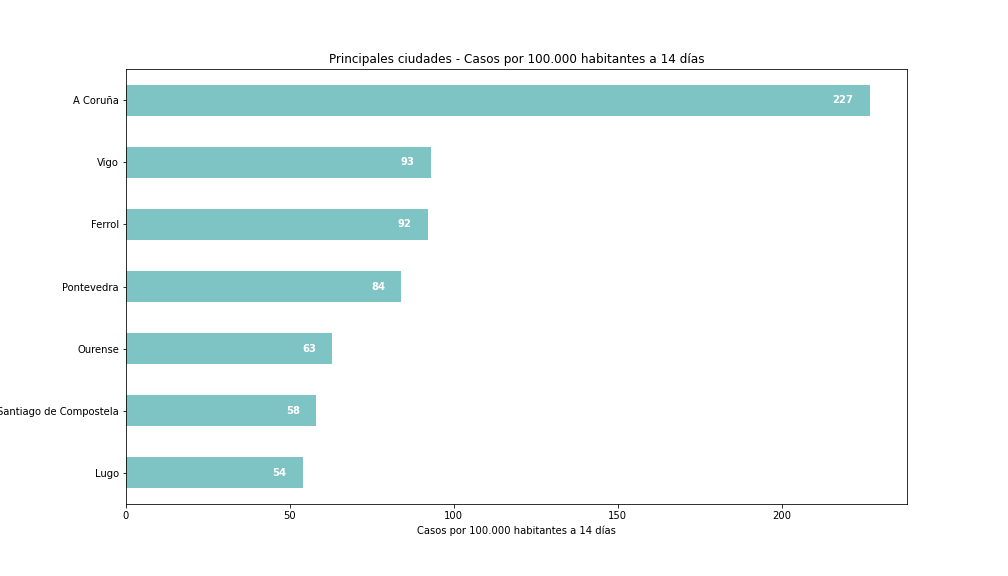 Principales ciudades - Casos por 100.000 habitantes a 14 días
A Coruña 227
Vigo 93
Ferrol 92
Pontevedra 84
Ourense 63
Santiago de Compostela 58
Lugo 54
0 50 100 150 200
Casos por 100.000 habitantes a 14 días